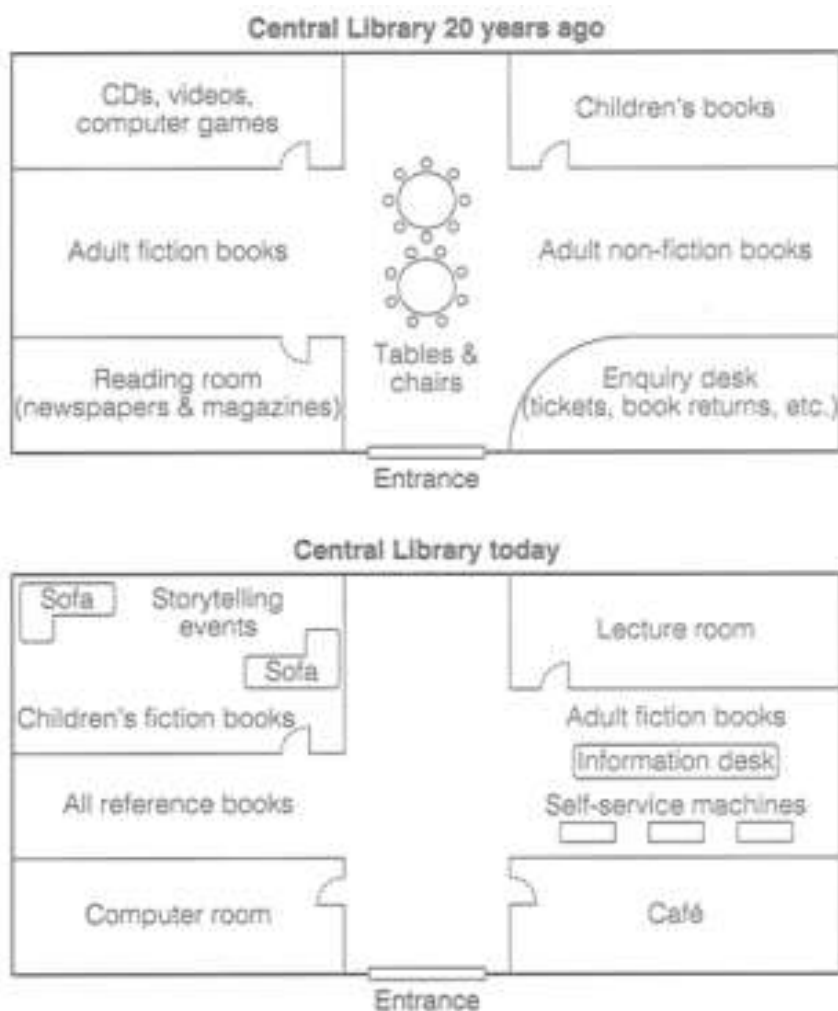 Central Library 20 years ago
CDs, videos,
computer games
Children's books
Adult fiction books
Adult non-fiction books
Tables &
chairs
Reading room
(newspapers & magazines)
Enquiry desk
(tickets, book returns, etc.)
Entrance
Central Library today
Sofa
Storytelling
events
Sofa
Children's fiction books
Lecture room
Adult fiction books
Information desk
All reference books
Self-service machines
Computer room
Café
Entrance